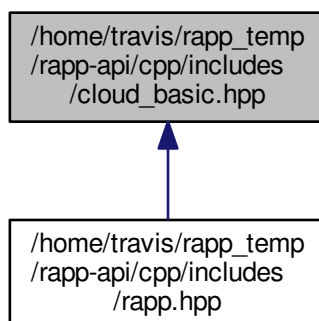 /home/travis/rapp_temp
/rapp-api/cpp/includes
/cloud_basic.hpp
/home/travis/rapp_temp
/rapp-api/cpp/includes
/rapp.hpp